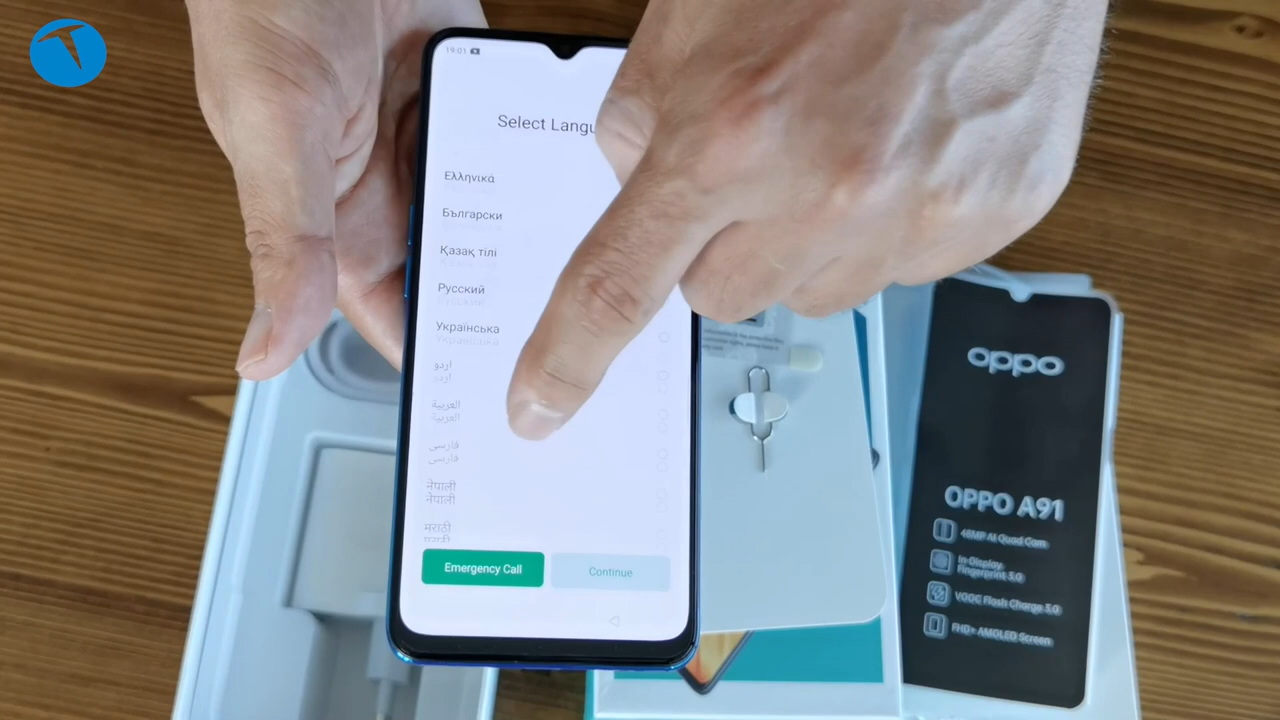 19:01
Select Langu
Ελληνικά
Български
Қазақ тілі
Русский
Українська
اردو
العربية
فارسی
नेपाली
मराठी
Emergency Call
Continue
oppo
OPPO A91
48MP AI Quad Cam
In-Display
Fingerprint 3.0
VOOC Flash Charge 3.0
FHD+ AMOLED Screen